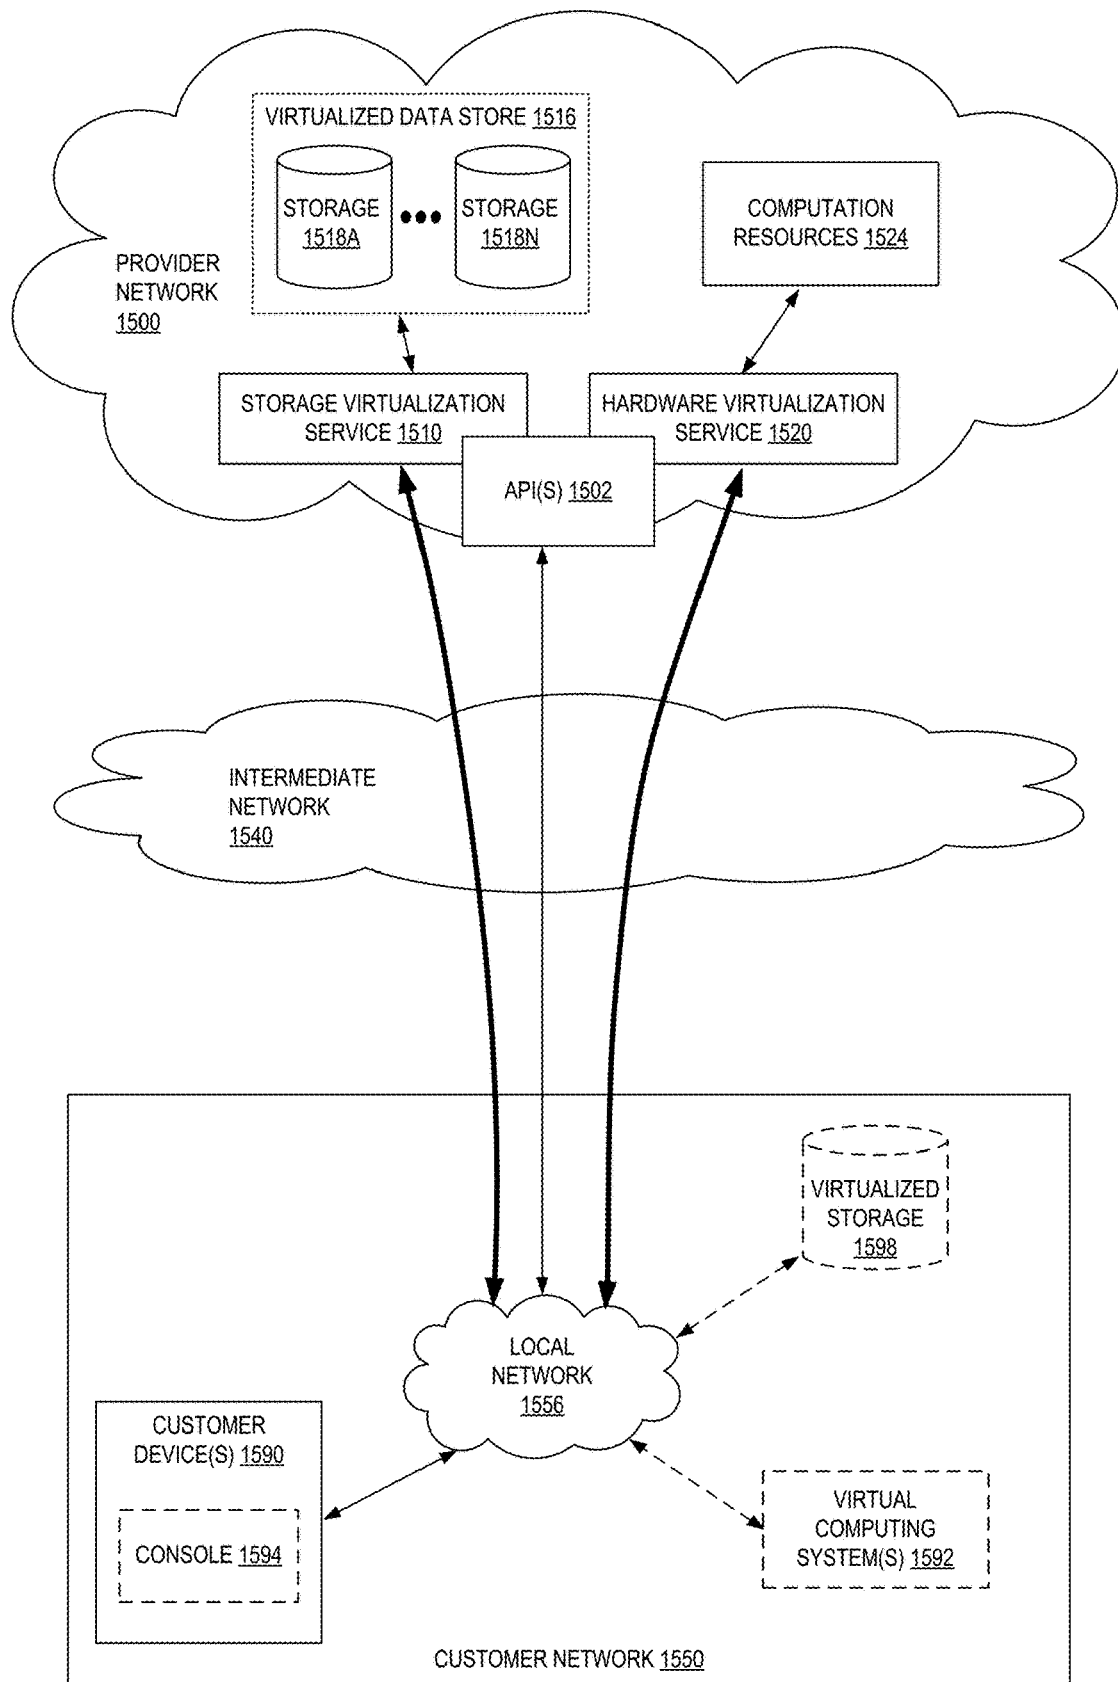 VIRTUALIZED DATA STORE 1516
STORAGE
1518A
STORAGE
1518N
COMPUTATION
RESOURCES 1524
PROVIDER
NETWORK
1500
STORAGE VIRTUALIZATION
SERVICE 1510
HARDWARE VIRTUALIZATION
SERVICE 1520
API(S) 1502
INTERMEDIATE
NETWORK
1540
VIRTUALIZED
STORAGE
1598
LOCAL
NETWORK
1556
CUSTOMER
DEVICE(S) 1590
CONSOLE 1594
VIRTUAL
COMPUTING
SYSTEM(S) 1592
CUSTOMER NETWORK 1550